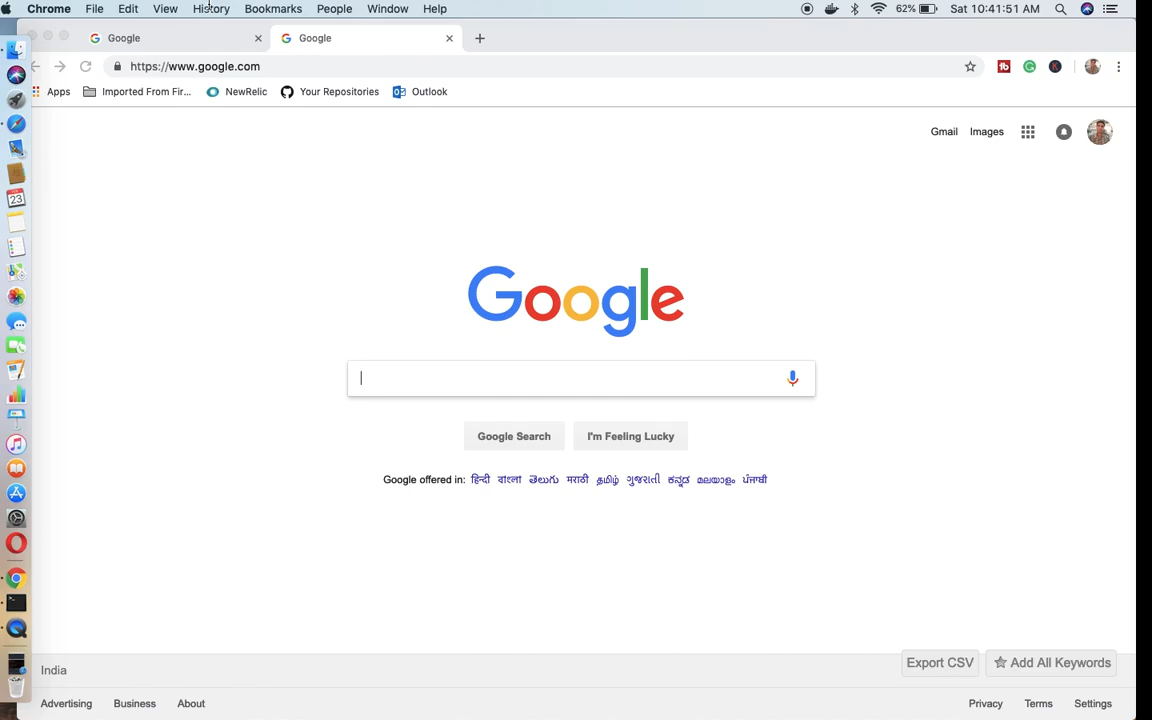 Chrome File Edit View History Bookmarks People Window Help 62% Sat 10:41:51 AM
Google Google
https://www.google.com
Apps Imported From Fir... NewRelic Your Repositories Outlook
Gmail Images
23
Google
Google Search I'm Feeling Lucky
Google offered in: हिन्दी বাংলা తెలుగు मराठी தமிழ் ગુજરાતી ಕನ್ನಡ മലയാളം ਪੰਜਾਬੀ
Export CSV Add All Keywords
India
Advertising Business About Privacy Terms Settings